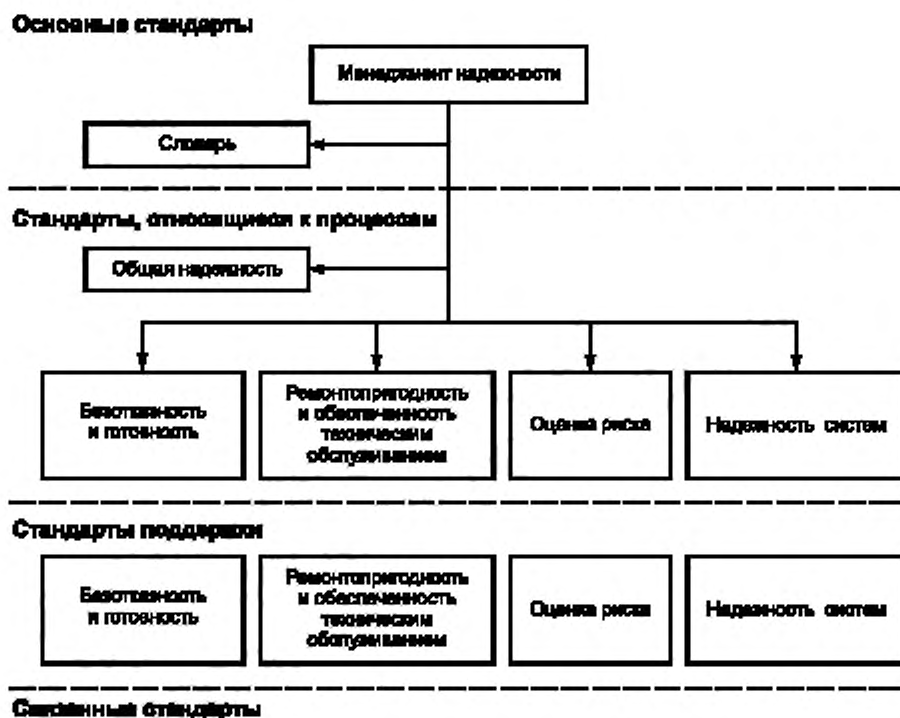 Основные стандарты
Менеджмент надежности
Словарь
Стандарты, относящиеся к процессам
Общая надежность
Безотказность
и готовность
Ремонтопригодность
и обеспеченность
техническим
обслуживанием
Оценка риска
Надежность систем
Стандарты поддержки
Безотказность
и готовность
Ремонтопригодность
и обеспеченность
техническим
обслуживанием
Оценка риска
Надежность систем
Связанные стандарты